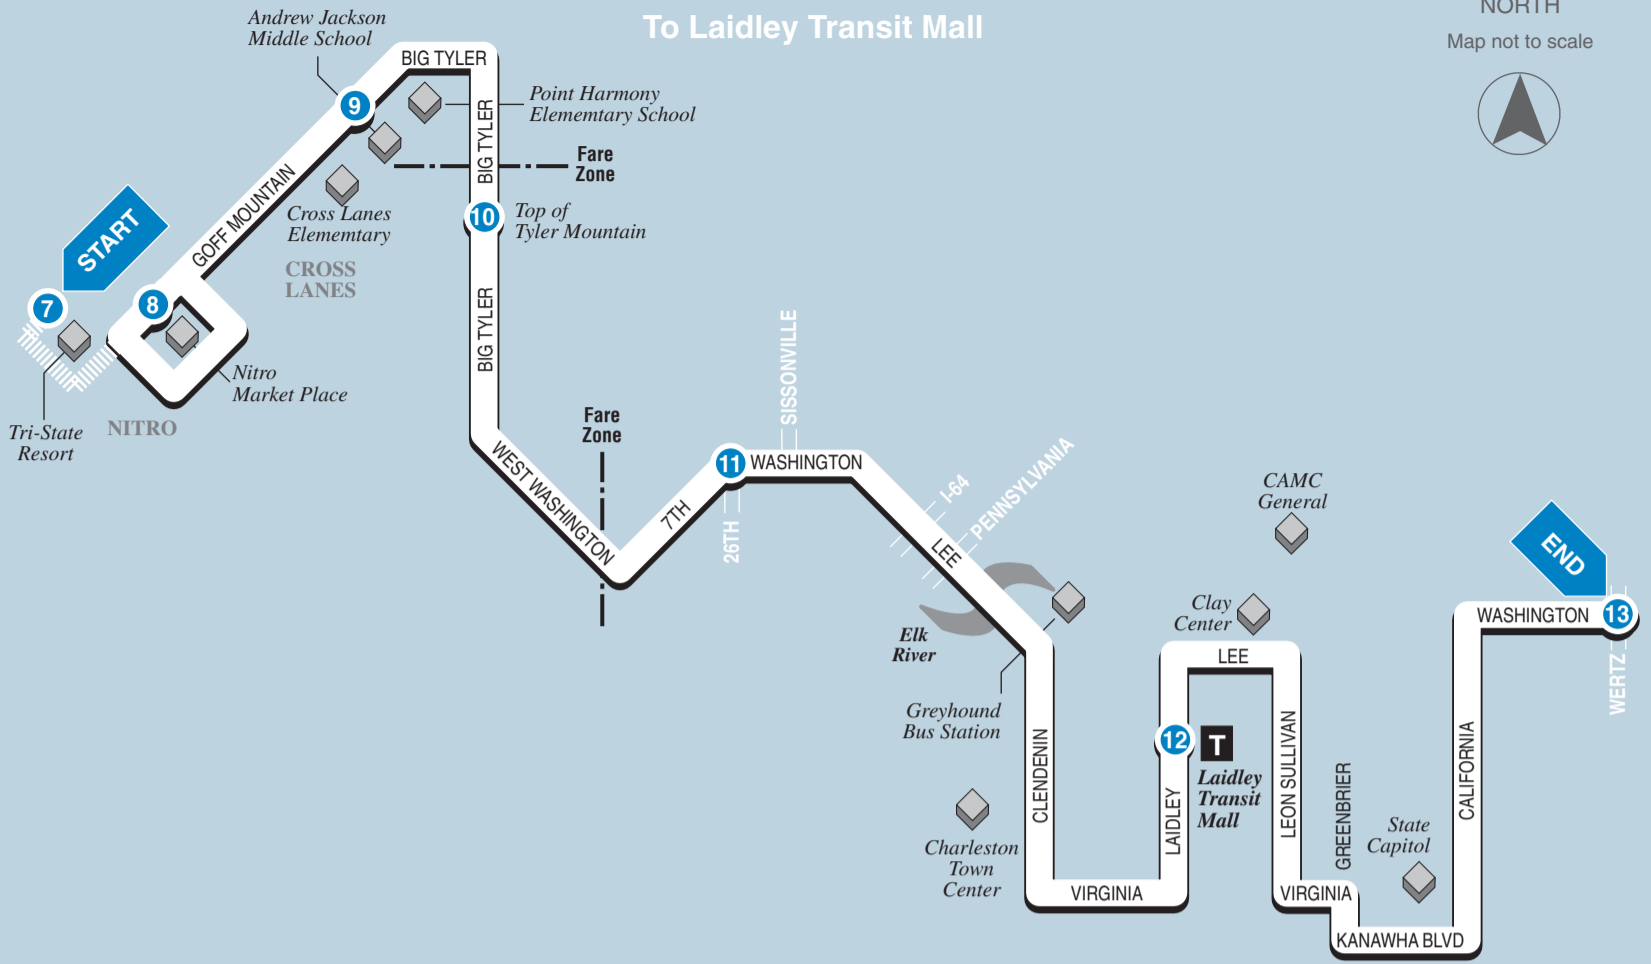 To Laidley Transit Mall
NORTH
Map not to scale
Andrew Jackson
Middle School
BIG TYLER
9
Point Harmony
Elememtary School
BIG TYLER
Fare
Zone
GOFF MOUNTAIN
Cross Lanes
Elememtary
10
Top of
Tyler Mountain
START
CROSS
LANES
7
8
BIG TYLER
Nitro
Market Place
Tri-State
Resort
NITRO
Fare
Zone
WEST WASHINGTON
7TH
11
WASHINGTON
SISSONVILLE
26TH
I-64
PENNSYLVANIA
LEE
Elk
River
Greyhound
Bus Station
CLENDENIN
Charleston
Town
Center
VIRGINIA
LAIDLEY
12
T
Laidley
Transit
Mall
LEE
Clay
Center
CAMC
General
LEON SULLIVAN
VIRGINIA
GREENBRIER
State
Capitol
KANAWHA BLVD
CALIFORNIA
WASHINGTON
END
13
WERTZ